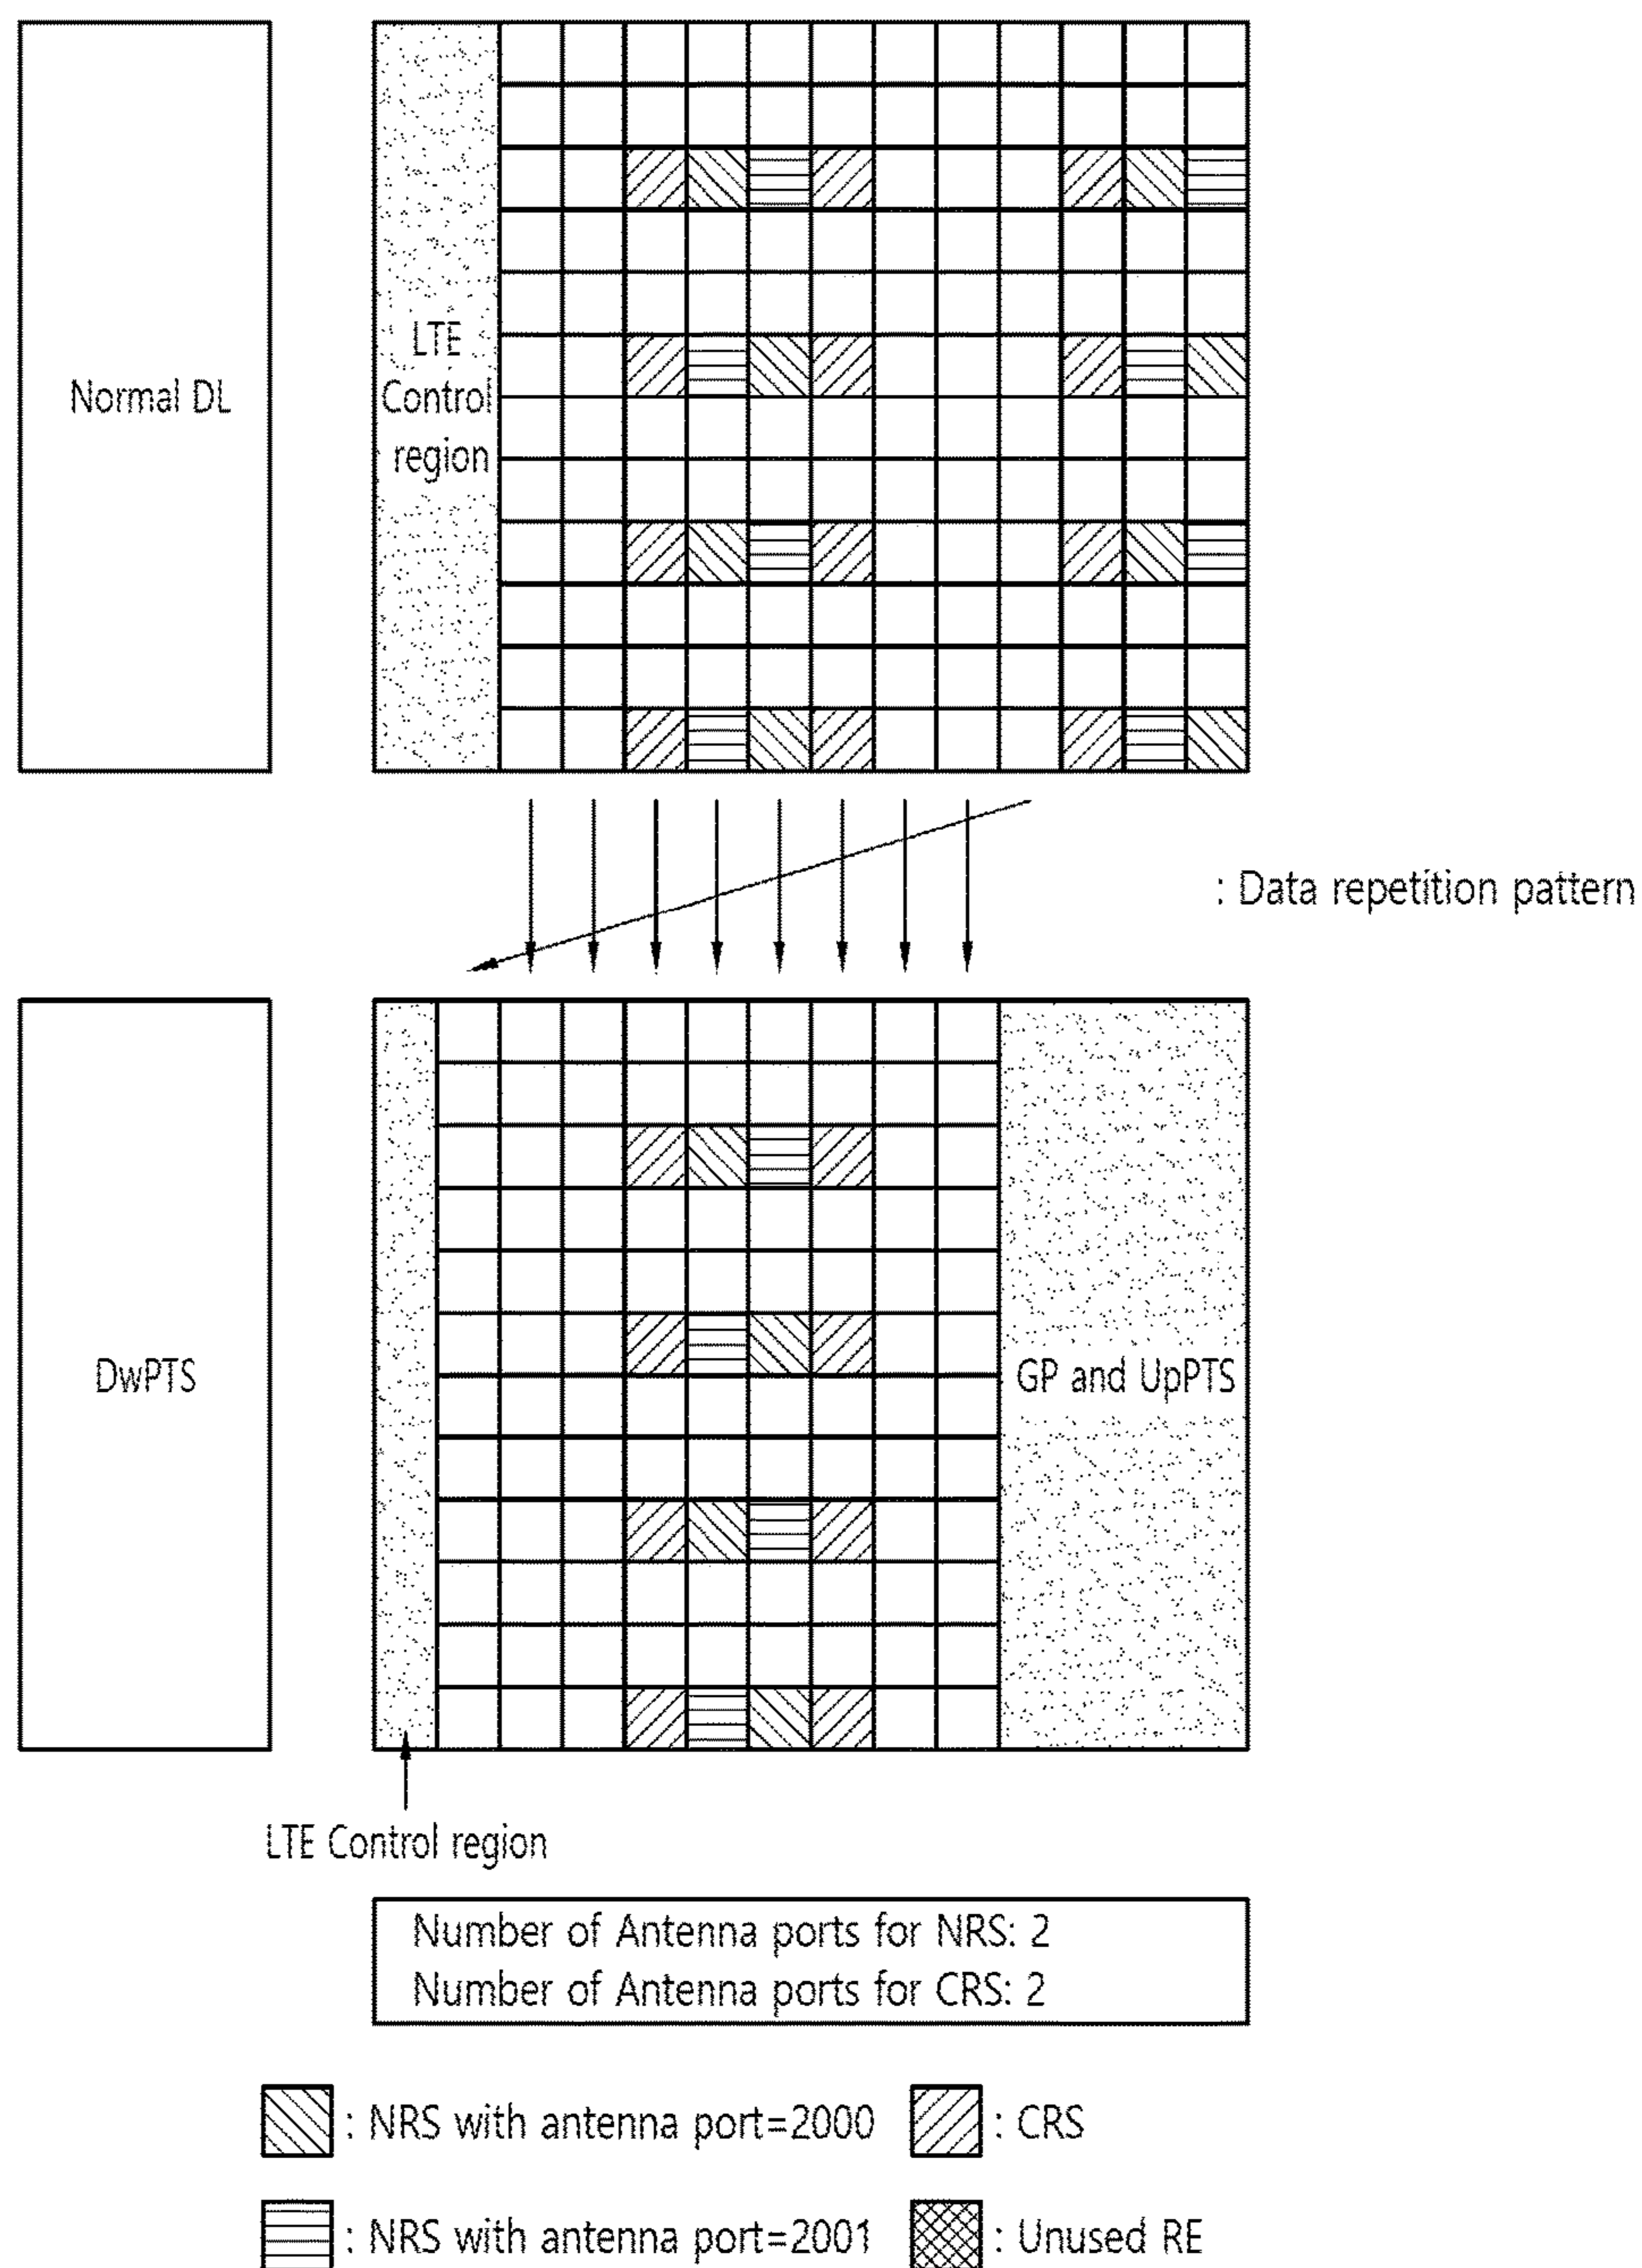 Normal DL
LTE
Control
region
: Data repetition pattern
DwPTS
GP and UpPTS
LTE Control region
Number of Antenna ports for NRS: 2
Number of Antenna ports for CRS: 2
: NRS with antenna port=2000
: CRS
: NRS with antenna port=2001
: Unused RE